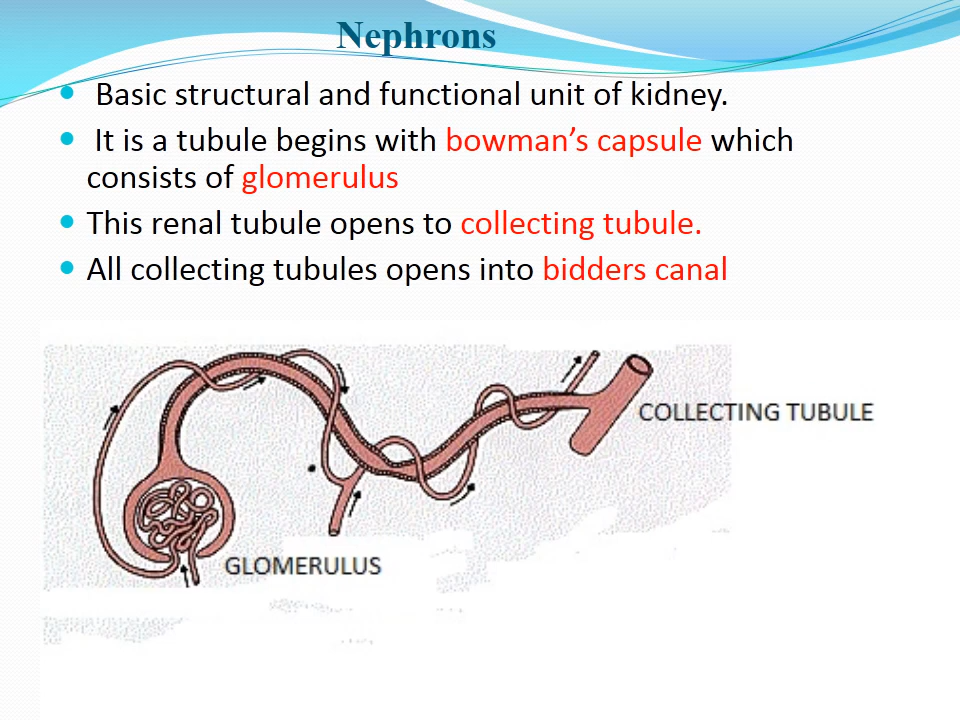 Nephrons
• Basic structural and functional unit of kidney.
• It is a tubule begins with bowman’s capsule which
consists of glomerulus
• This renal tubule opens to collecting tubule.
• All collecting tubules opens into bidders canal
COLLECTING TUBULE
GLOMERULUS